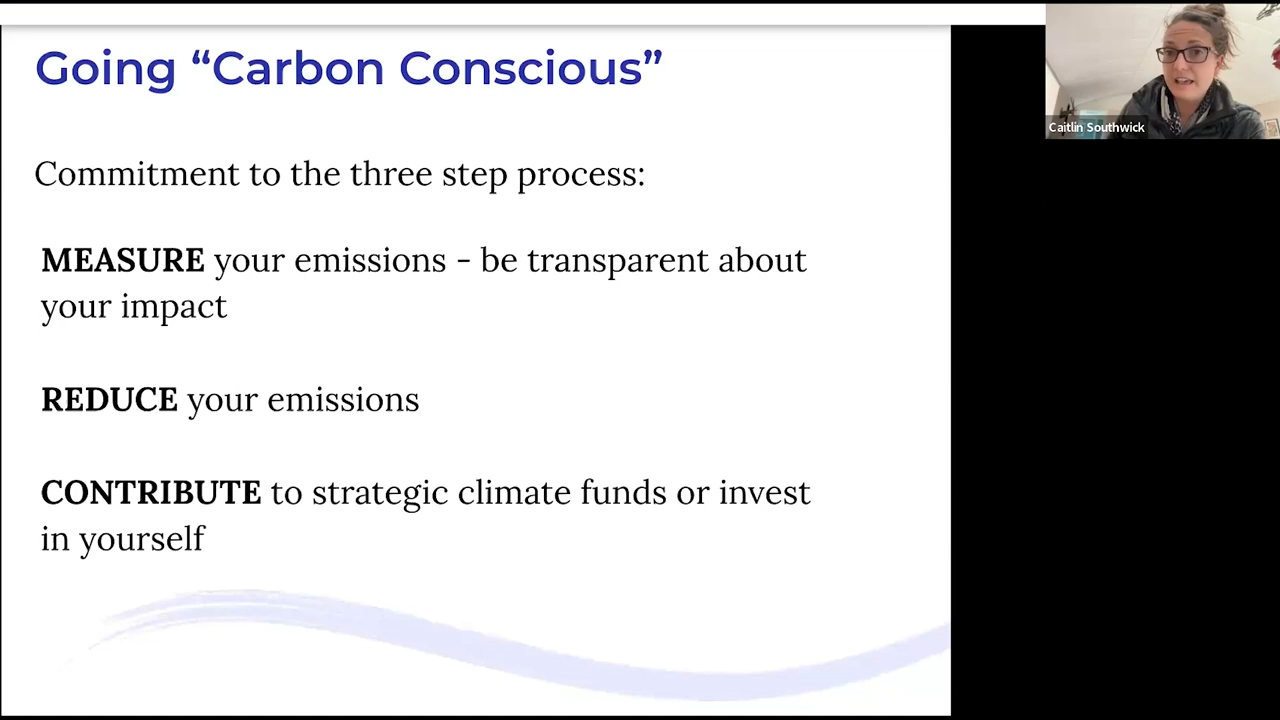 Going “Carbon Conscious”
Caitlin Southwick
Commitment to the three step process:
MEASURE your emissions - be transparent about
your impact
REDUCE your emissions
CONTRIBUTE to strategic climate funds or invest
in yourself